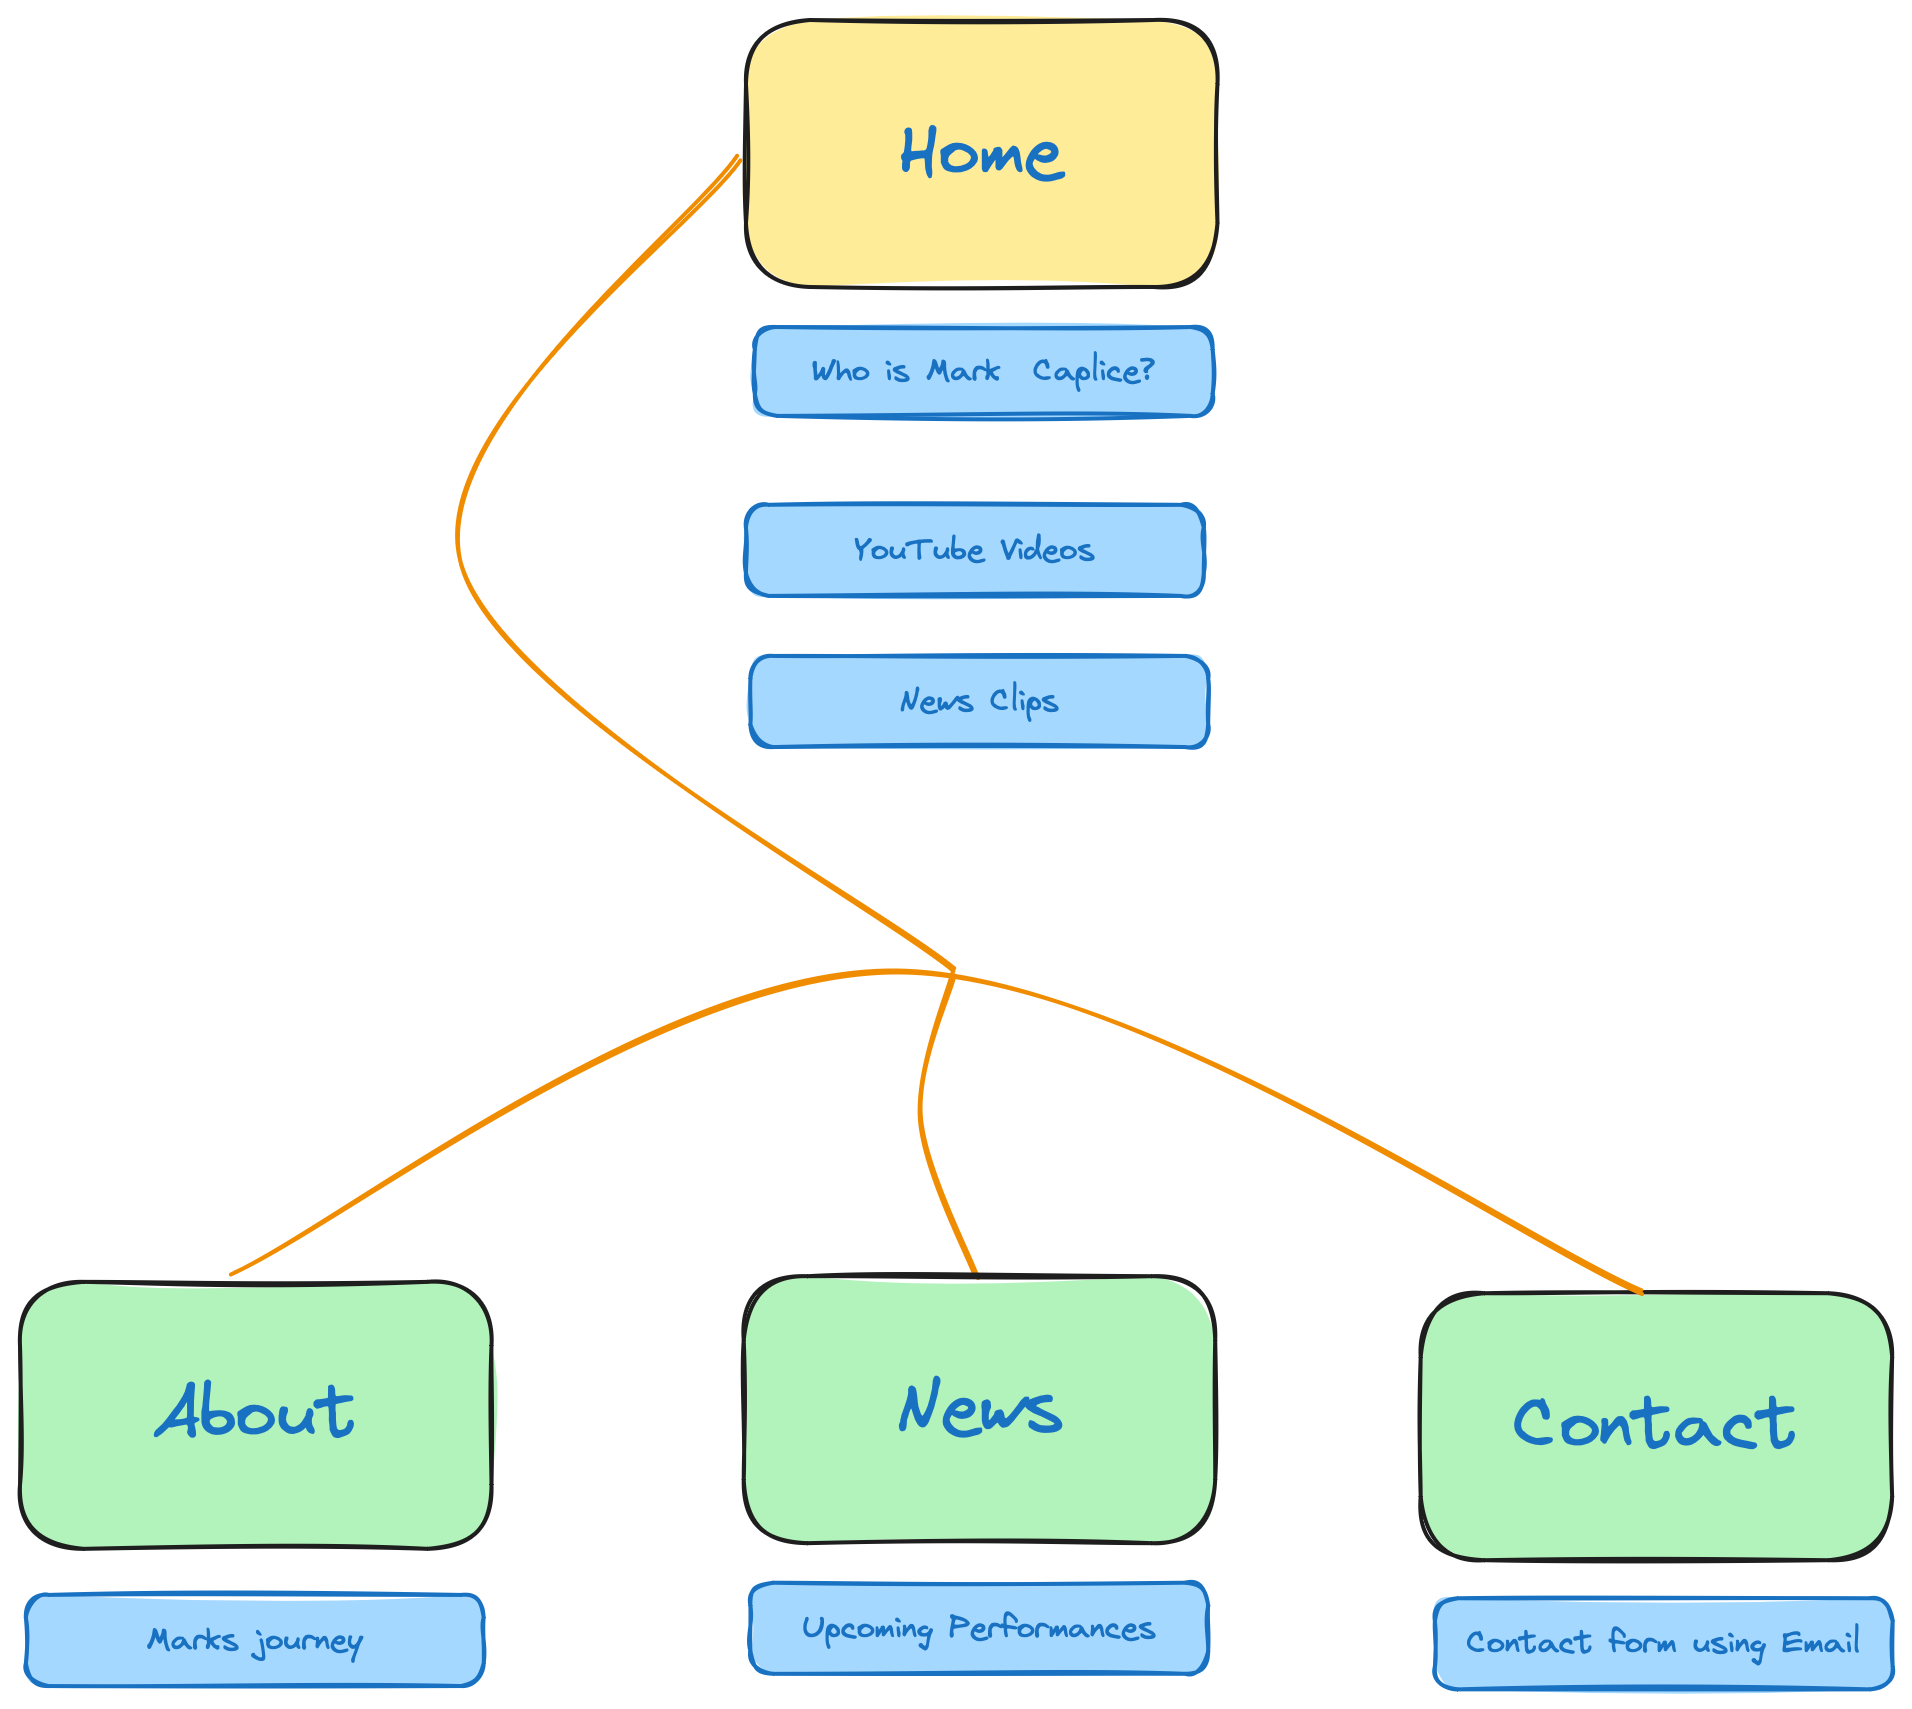 Home
Who is Mark Caplice?
YouTube Videos
News Clips
About
News
Contact
Marks journey
Upcoming Performances
Contact form using Email